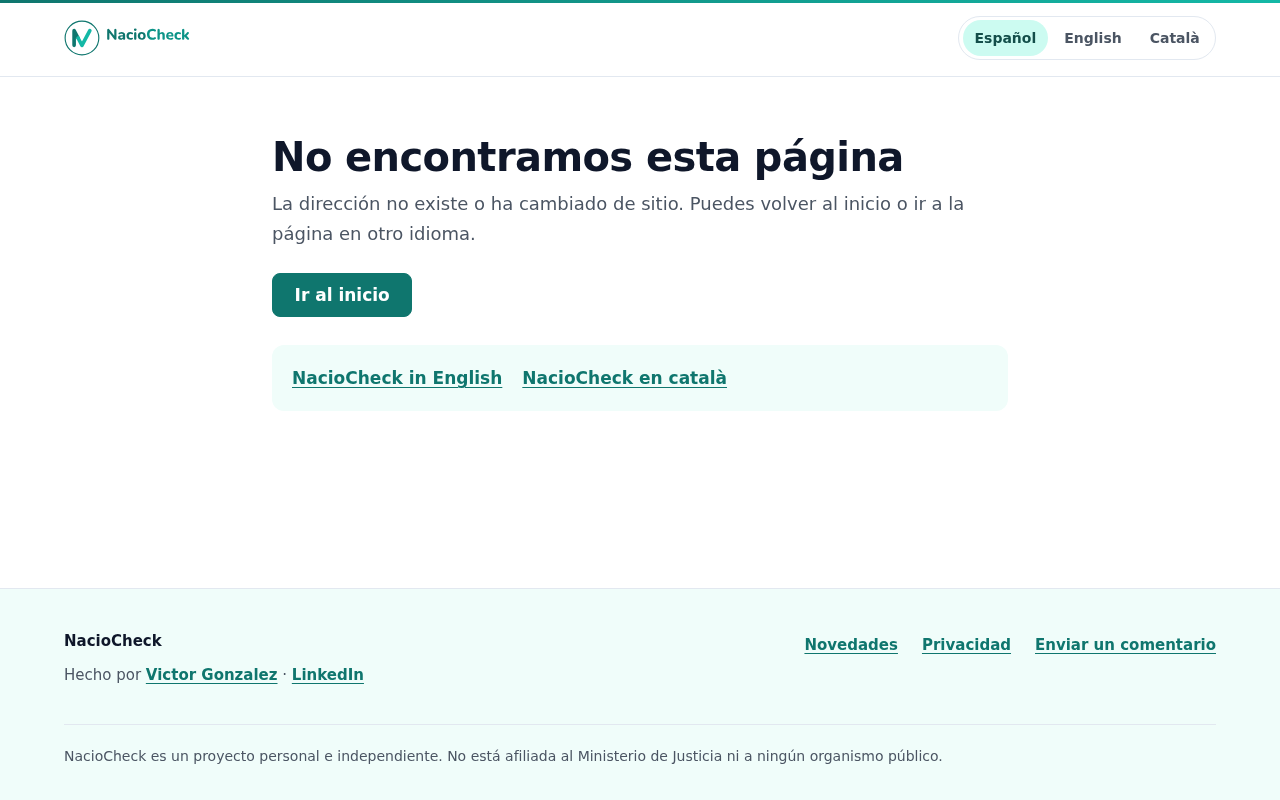 NacioCheck
Español English Català
No encontramos esta página
La dirección no existe o ha cambiado de sitio. Puedes volver al inicio o ir a la
página en otro idioma.
Ir al inicio
NacioCheck in English NacioCheck en català
NacioCheck
Novedades Privacidad Enviar un comentario
Hecho por Victor Gonzalez · LinkedIn
NacioCheck es un proyecto personal e independiente. No está afiliada al Ministerio de Justicia ni a ningún organismo público.